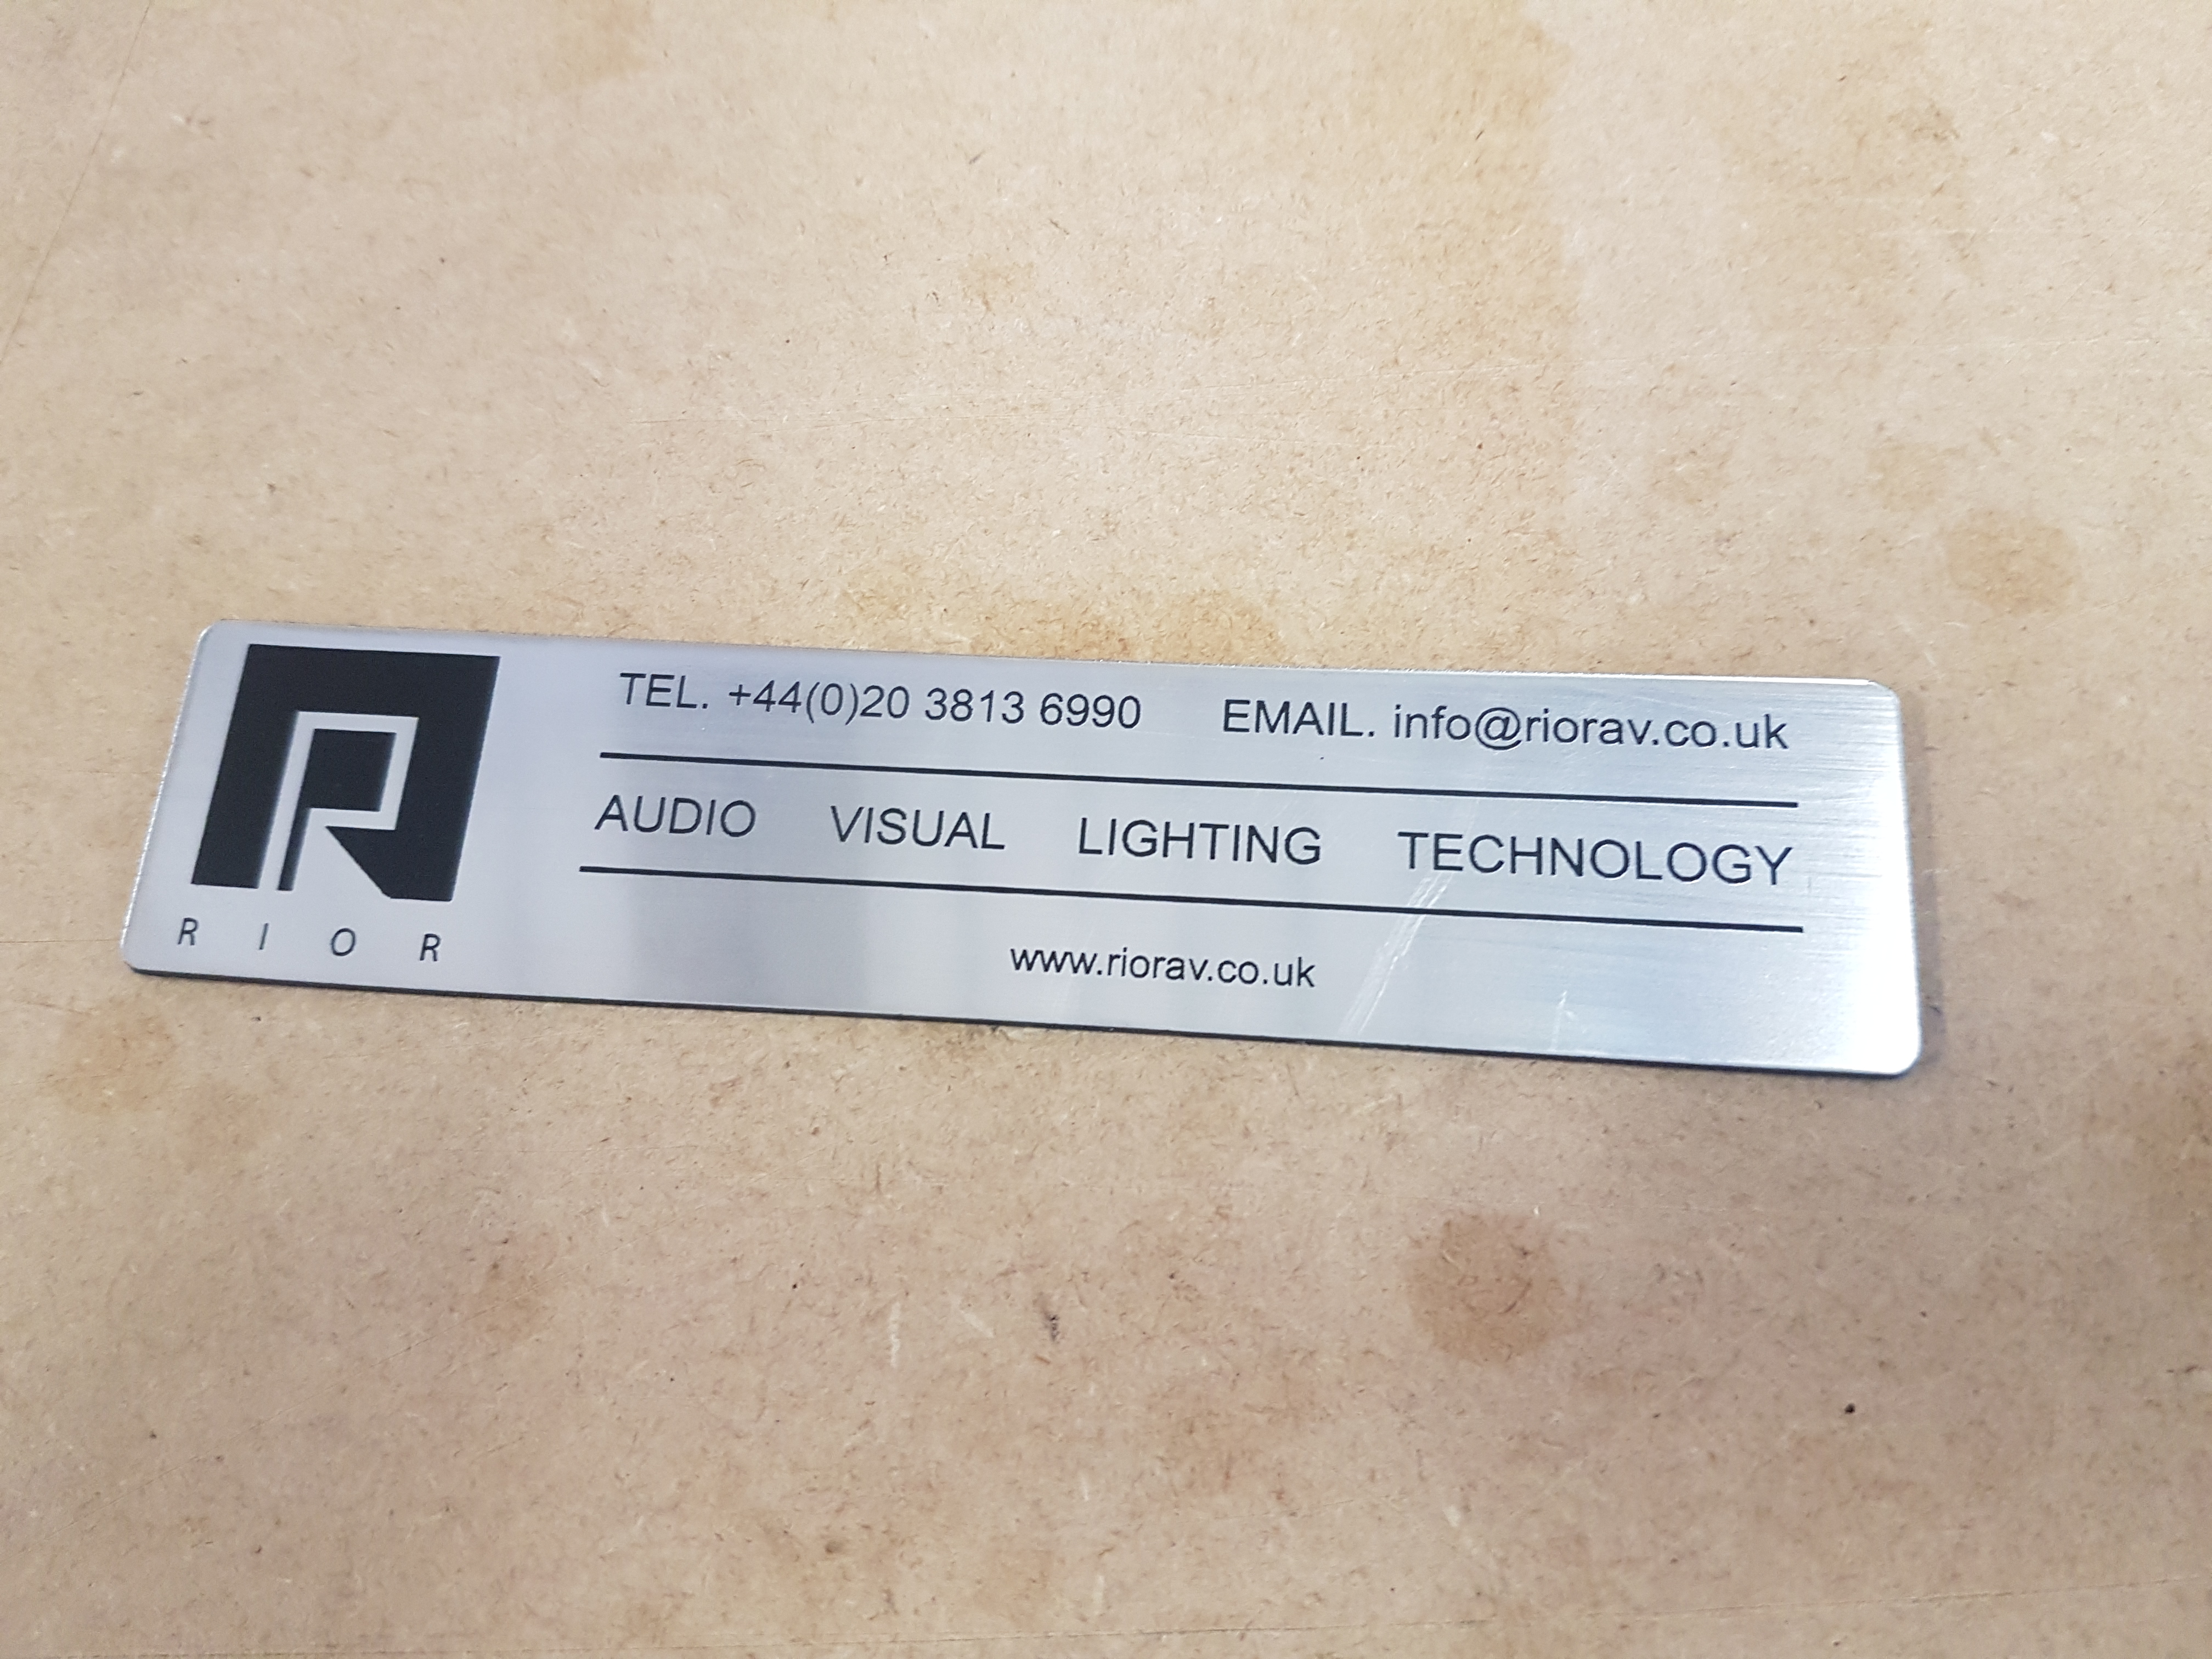 R I O R
TEL. +44(0)20 3813 6990 EMAIL. info@riorav.co.uk
AUDIO VISUAL LIGHTING TECHNOLOGY
www.riorav.co.uk